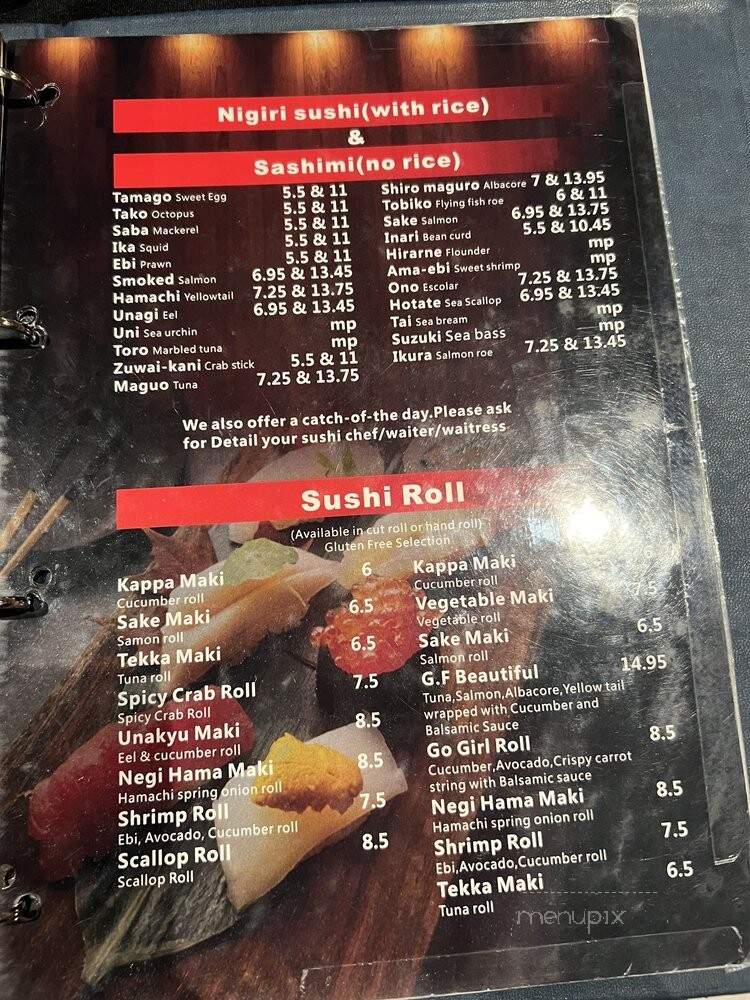 Nigiri sushi(with rice)
&
Sashimi(no rice)
Tamago Sweet Egg 5.5 & 11
Tako Octopus 5.5 & 11
Saba Mackerel 5.5 & 11
Ika Squid 5.5 & 11
Ebi Prawn 5.5 & 11
Smoked Salmon 6.95 & 13.45
Hamachi Yellowtail 7.25 & 13.75
Unagi Eel 6.95 & 13.45
Uni Sea urchin mp
Toro Marbled tuna mp
Zuwai-kani Crab stick 5.5 & 11
Maguo Tuna 7.25 & 13.75
Shiro maguro Albacore 7 & 13.95
Tobiko Flying fish roe 6 & 11
Sake Salmon 6.95 & 13.75
Inari Bean curd 5.5 & 10.45
Hirarne Flounder mp
Ama-ebi Sweet shrimp mp
Ono Escolar 7.25 & 13.75
Hotate Sea Scallop 6.95 & 13.45
Tai Sea bream mp
Suzuki Sea bass mp
Ikura Salmon roe 7.25 & 13.45
We also offer a catch-of-the day.Please ask
for Detail your sushi chef/waiter/waitress
Sushi Roll
(Available in cut roll or hand roll)
Gluten Free Selection
Kappa Maki 6
Cucumber roll
Sake Maki 6.5
Samon roll
Tekka Maki 6.5
Tuna roll
Spicy Crab Roll 7.5
Spicy Crab Roll
Unakyu Maki 8.5
Eel & cucumber roll
Negi Hama Maki 8.5
Hamachi spring onion roll
Shrimp Roll 7.5
Ebi, Avocado, Cucumber roll
Scallop Roll 8.5
Scallop Roll
Kappa Maki
Cucumber roll
Vegetable Maki
Vegetable roll
Sake Maki 6.5
Salmon roll
G.F Beautiful 14.95
Tuna,Salmon,Albacore,Yellow tail
wrapped with Cucumber and
Balsamic Sauce
Go Girl Roll 8.5
Cucumber,Avocado,Crispy carrot
string with Balsamic sauce
Negi Hama Maki 8.5
Hamachi spring onion roll
Shrimp Roll 7.5
Ebi,Avocado,Cucumber roll
Tekka Maki 6.5
Tuna roll
menupix